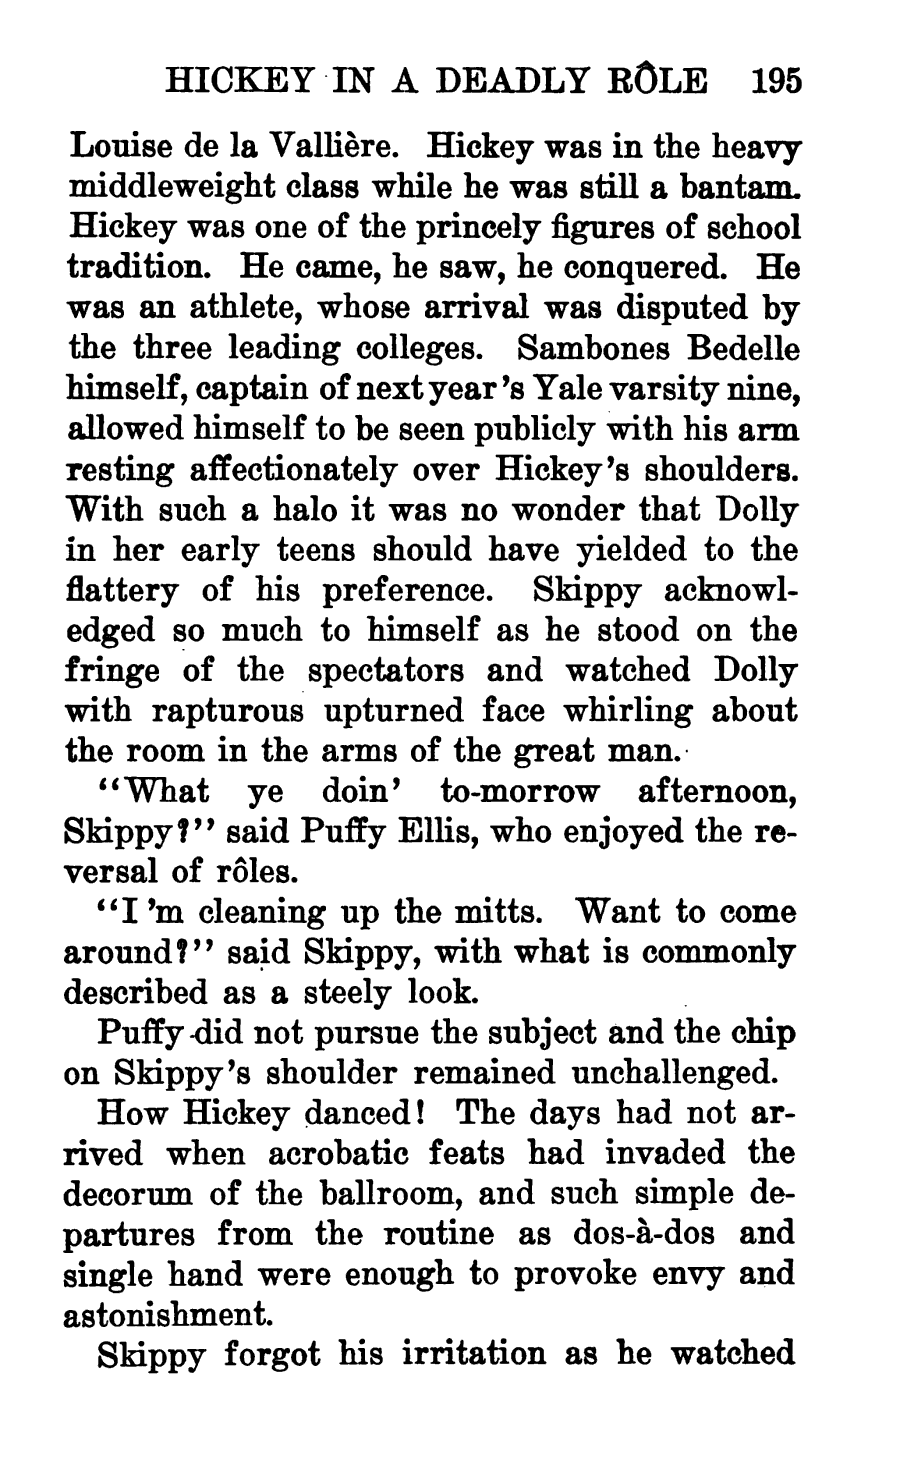 HICKEY IN A DEADLY RÔLE 195
Louise de la Vallière. Hickey was in the heavy
middleweight class while he was still a bantam.
Hickey was one of the princely figures of school
tradition. He came, he saw, he conquered. He
was an athlete, whose arrival was disputed by
the three leading colleges. Sambones Bedelle
himself, captain of next year's Yale varsity nine,
allowed himself to be seen publicly with his arm
resting affectionately over Hickey's shoulders.
With such a halo it was no wonder that Dolly
in her early teens should have yielded to the
flattery of his preference. Skippy acknowl-
edged so much to himself as he stood on the
fringe of the spectators and watched Dolly
with rapturous upturned face whirling about
the room in the arms of the great man.
"What ye doin' to-morrow afternoon,
Skippy?" said Puffy Ellis, who enjoyed the re-
versal of rôles.
"I 'm cleaning up the mitts. Want to come
around?" said Skippy, with what is commonly
described as a steely look.
Puffy did not pursue the subject and the chip
on Skippy's shoulder remained unchallenged.
How Hickey danced! The days had not ar-
rived when acrobatic feats had invaded the
decorum of the ballroom, and such simple de-
partures from the routine as dos-à-dos and
single hand were enough to provoke envy and
astonishment.
Skippy forgot his irritation as he watched